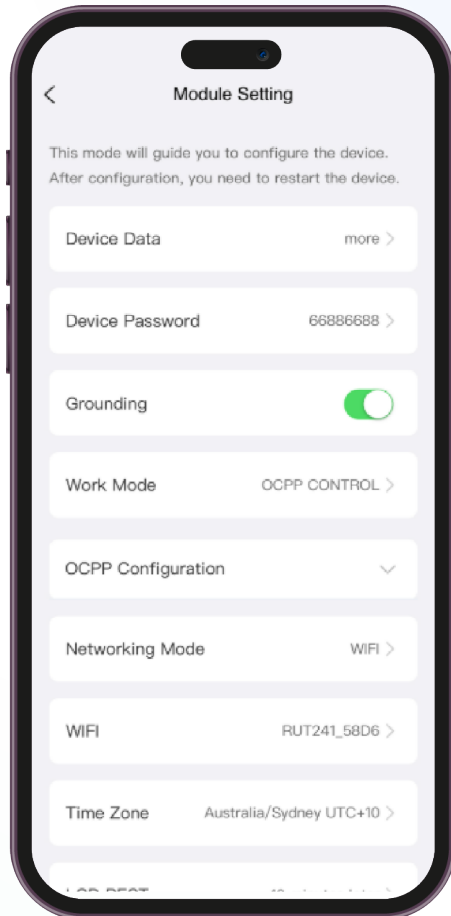 Module Setting
This mode will guide you to configure the device.
After configuration, you need to restart the device.
Device Data more
Device Password 66886688
Grounding
Work Mode OCPP CONTROL
OCPP Configuration
Networking Mode WIFI
WIFI RUT241_58D6
Time Zone Australia/Sydney UTC+10